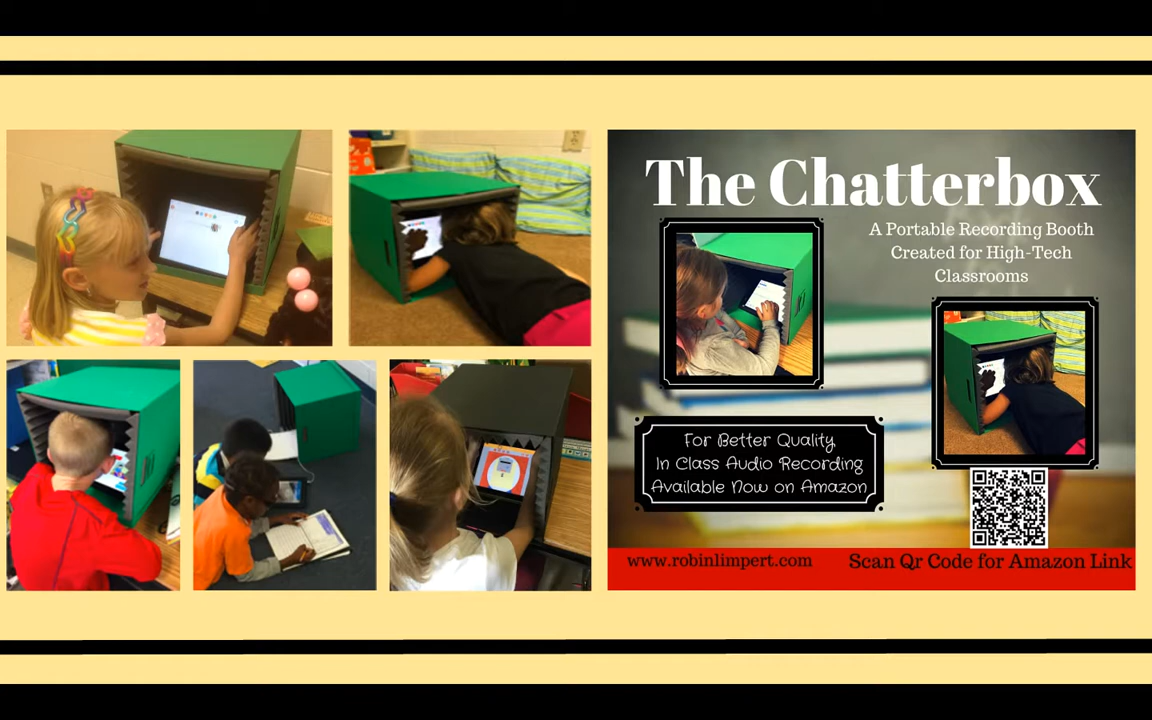 The Chatterbox
A Portable Recording Booth
Created for High-Tech
Classrooms
For Better Quality,
In Class Audio Recording
Available Now on Amazon
www.robinlimpert.com
Scan Qr Code for Amazon Link